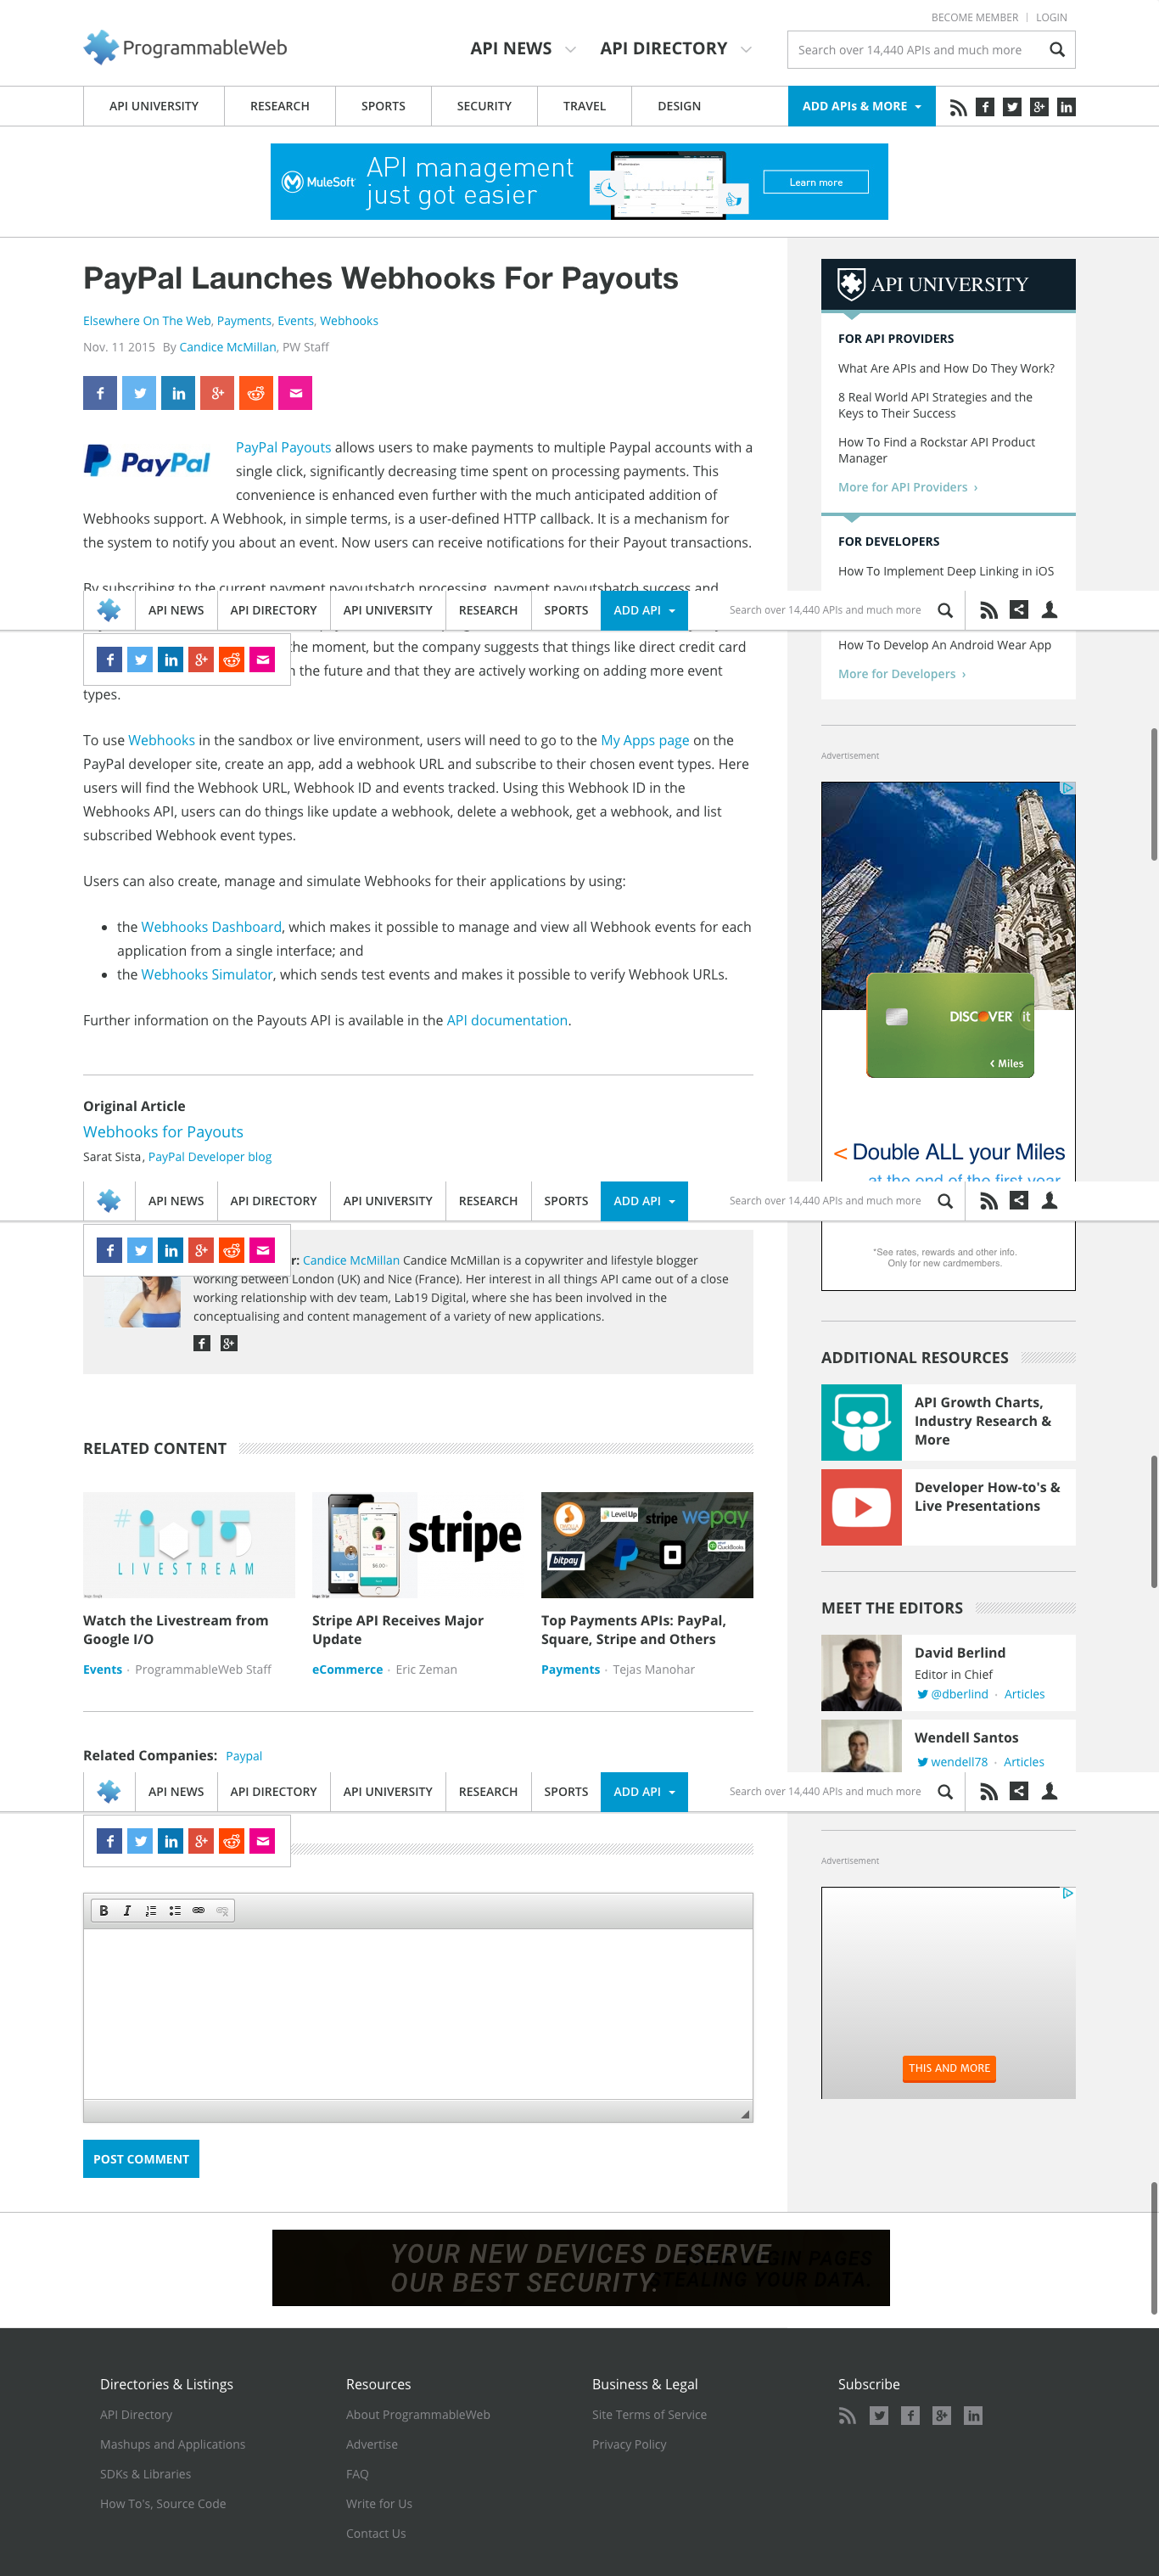 BECOME MEMBER | LOGIN
ProgrammableWeb
API NEWS
API DIRECTORY
Search over 14,440 APIs and much more
API UNIVERSITY
RESEARCH
SPORTS
SECURITY
TRAVEL
DESIGN
ADD APIs & MORE
MuleSoft
API management
just got easier
Learn more
PayPal Launches Webhooks For Payouts
Elsewhere On The Web, Payments, Events, Webhooks
Nov. 11 2015 By Candice McMillan, PW Staff
PayPal
PayPal Payouts allows users to make payments to multiple Paypal accounts with a
single click, significantly decreasing time spent on processing payments. This
convenience is enhanced even further with the much anticipated addition of
Webhooks support. A Webhook, in simple terms, is a user-defined HTTP callback. It is a mechanism for
the system to notify you about an event. Now users can receive notifications for their Payout transactions.
By subscribing to the current payment.payoutsbatch.processing, payment.payoutsbatch.success and
API NEWS
API DIRECTORY
API UNIVERSITY
RESEARCH
SPORTS
ADD API
Search over 14,440 APIs and much more
the moment, but the company suggests that things like direct credit card
n the future and that they are actively working on adding more event
types.
To use Webhooks in the sandbox or live environment, users will need to go to the My Apps page on the
PayPal developer site, create an app, add a webhook URL and subscribe to their chosen event types. Here
users will find the Webhook URL, Webhook ID and events tracked. Using this Webhook ID in the
Webhooks API, users can do things like update a webhook, delete a webhook, get a webhook, and list
subscribed Webhook event types.
Users can also create, manage and simulate Webhooks for their applications by using:
• the Webhooks Dashboard, which makes it possible to manage and view all Webhook events for each
application from a single interface; and
• the Webhooks Simulator, which sends test events and makes it possible to verify Webhook URLs.
Further information on the Payouts API is available in the API documentation.
Original Article
Webhooks for Payouts
Sarat Sista, PayPal Developer blog
API NEWS
API DIRECTORY
API UNIVERSITY
RESEARCH
SPORTS
ADD API
Search over 14,440 APIs and much more
r: Candice McMillan Candice McMillan is a copywriter and lifestyle blogger
working between London (UK) and Nice (France). Her interest in all things API came out of a close
working relationship with dev team, Lab19 Digital, where she has been involved in the
conceptualising and content management of a variety of new applications.
RELATED CONTENT
#io15
LIVESTREAM
Watch the Livestream from
Google I/O
Events · ProgrammableWeb Staff
stripe
Stripe API Receives Major
Update
eCommerce · Eric Zeman
LevelUp
stripe
wepay
bitpay
QuickBooks
Top Payments APIs: PayPal,
Square, Stripe and Others
Payments · Tejas Manohar
Related Companies: Paypal
API NEWS
API DIRECTORY
API UNIVERSITY
RESEARCH
SPORTS
ADD API
Search over 14,440 APIs and much more
B I
POST COMMENT
API UNIVERSITY
FOR API PROVIDERS
What Are APIs and How Do They Work?
8 Real World API Strategies and the
Keys to Their Success
How To Find a Rockstar API Product
Manager
More for API Providers ›
FOR DEVELOPERS
How To Implement Deep Linking in iOS
How To Develop An Android Wear App
More for Developers ›
Advertisement
DISCOVER it
Miles
< Double ALL your Miles
at the end of the first year
*See rates, rewards and other info.
Only for new cardmembers.
ADDITIONAL RESOURCES
API Growth Charts,
Industry Research &
More
Developer How-to's &
Live Presentations
MEET THE EDITORS
David Berlind
Editor in Chief
@dberlind · Articles
Wendell Santos
wendell78 · Articles
Advertisement
THIS AND MORE
YOUR NEW DEVICES DESERVE
OUR BEST SECURITY.
GIN PAGES
STEALING YOUR DATA.
Directories & Listings
API Directory
Mashups and Applications
SDKs & Libraries
How To's, Source Code
Resources
About ProgrammableWeb
Advertise
FAQ
Write for Us
Contact Us
Business & Legal
Site Terms of Service
Privacy Policy
Subscribe